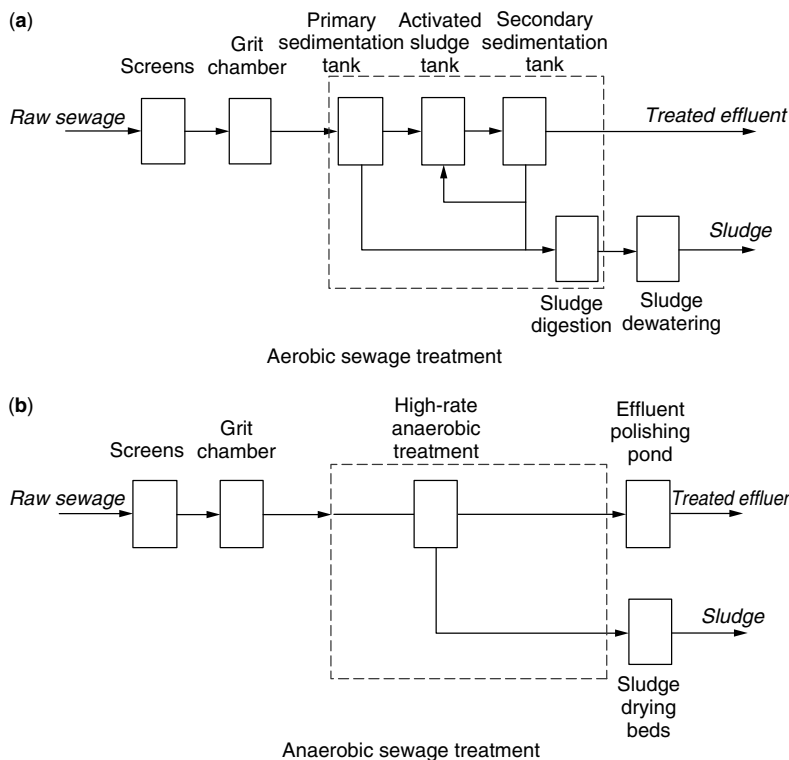 (a)
Primary
sedimentation
tank
Activated
sludge
tank
Secondary
sedimentation
tank
Grit
chamber
Screens
Raw sewage
Treated effluent
Sludge
Sludge
digestion
Sludge
dewatering
Aerobic sewage treatment
(b)
High-rate
anaerobic
treatment
Effluent
polishing
pond
Grit
chamber
Screens
Raw sewage
Treated effluer
Sludge
Sludge
drying
beds
Anaerobic sewage treatment